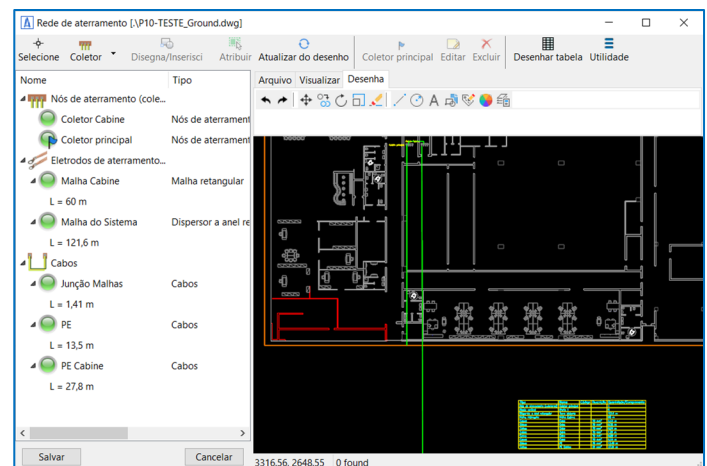 Rede de aterramento [.\P10-TESTE_Ground.dwg]
Selecione Coletor Disegna/Inserisci Atribuir Atualizar do desenho Coletor principal Editar Excluir Desenhar tabela Utilidade
Nome Tipo
Nós de aterramento (cole...
Coletor Cabine Nós de aterrament
Coletor principal Nós de aterrament
Eletrodos de aterramento...
Malha Cabine Malha retangular
L = 60 m
Malha do Sistema Dispersor a anel re
L = 121,6 m
Cabos
Junção Malhas Cabos
L = 1,41 m
PE Cabos
L = 13,5 m
PE Cabine Cabos
L = 27,8 m
Salvar Cancelar
Arquivo Visualizar Desenha
3316.56, 2648.55 0 found